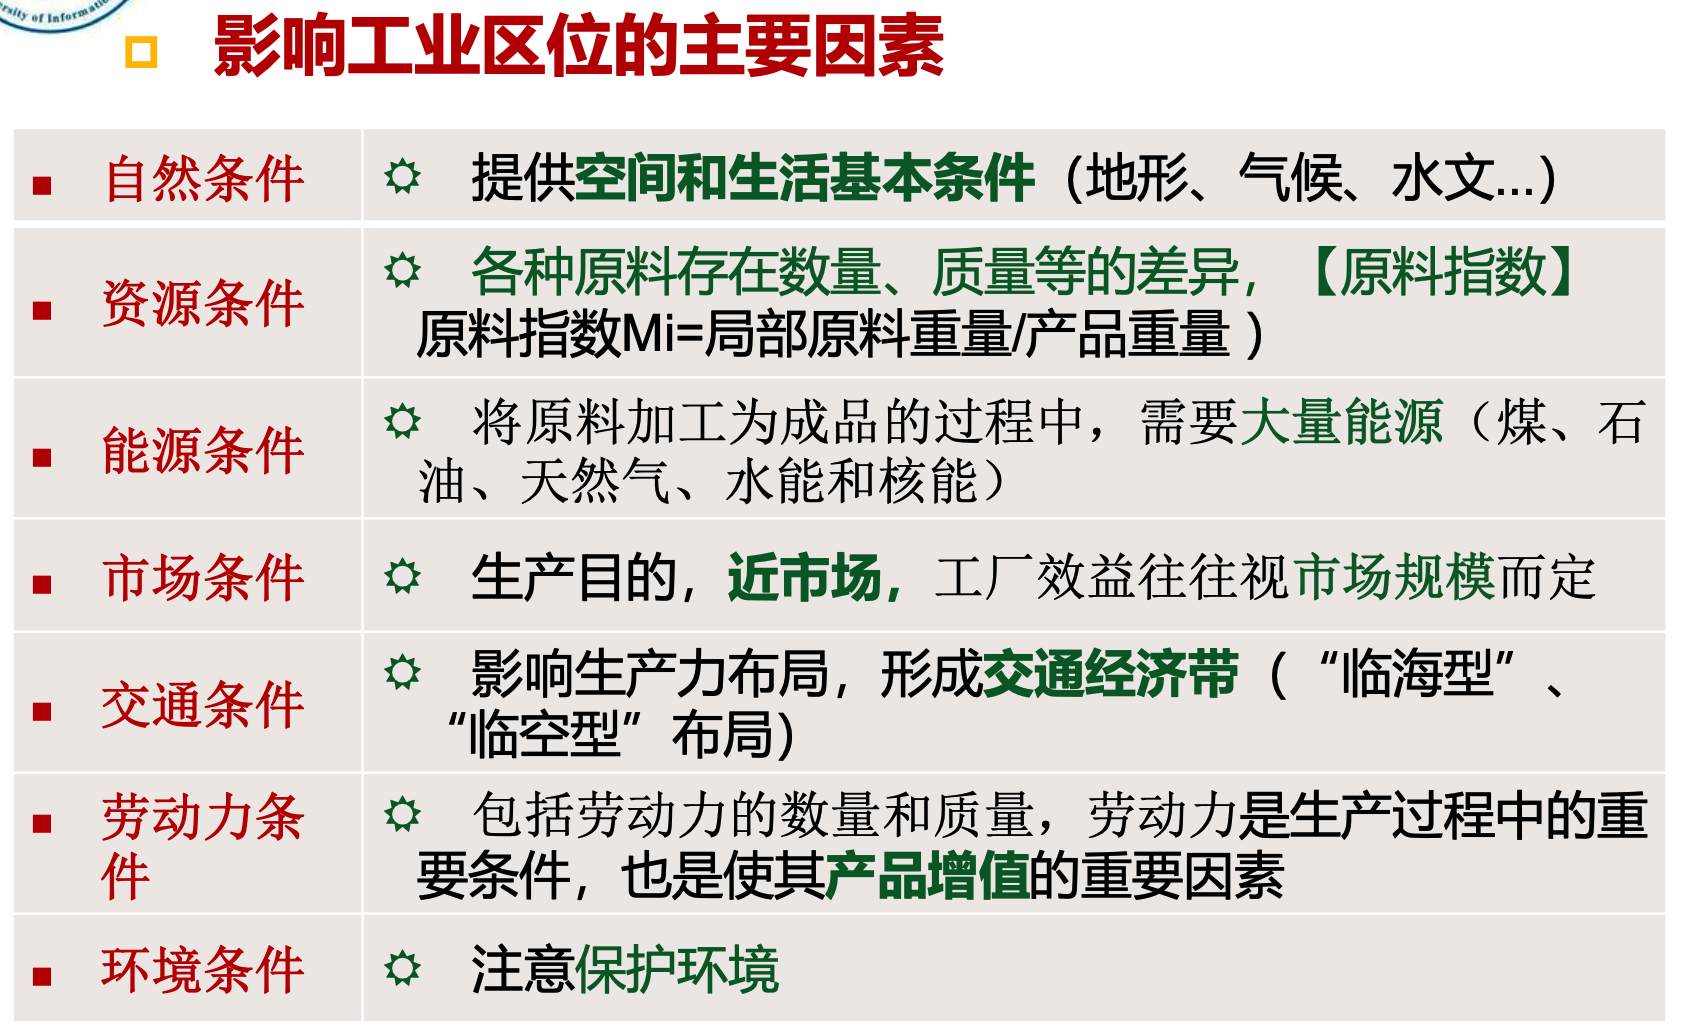 ersity of Informa
影响工业区位的主要因素
自然条件
提供空间和生活基本条件（地形、气候、水文...）
资源条件
各种原料存在数量、质量等的差异，【原料指数】
原料指数Mi=局部原料重量/产品重量 ）
能源条件
将原料加工为成品的过程中，需要大量能源（煤、石
油、天然气、水能和核能）
市场条件
生产目的，近市场，工厂效益往往视市场规模而定
交通条件
影响生产力布局，形成交通经济带（ “临海型”、
“临空型”布局）
劳动力条
件
包括劳动力的数量和质量，劳动力是生产过程中的重
要条件，也是使其产品增值的重要因素
环境条件
注意保护环境